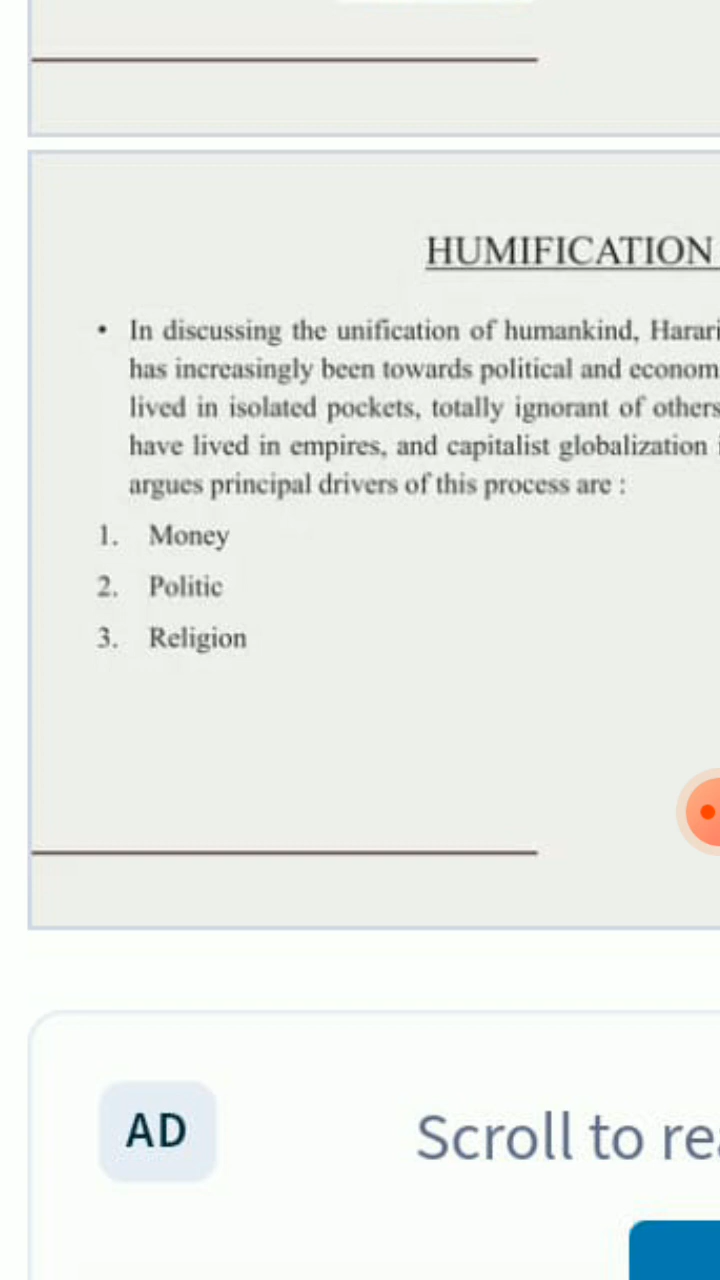 HUMIFICATION
• In discussing the unification of humankind, Harari
has increasingly been towards political and econom
lived in isolated pockets, totally ignorant of others
have lived in empires, and capitalist globalization i
argues principal drivers of this process are :
1. Money
2. Politic
3. Religion
AD
Scroll to rea